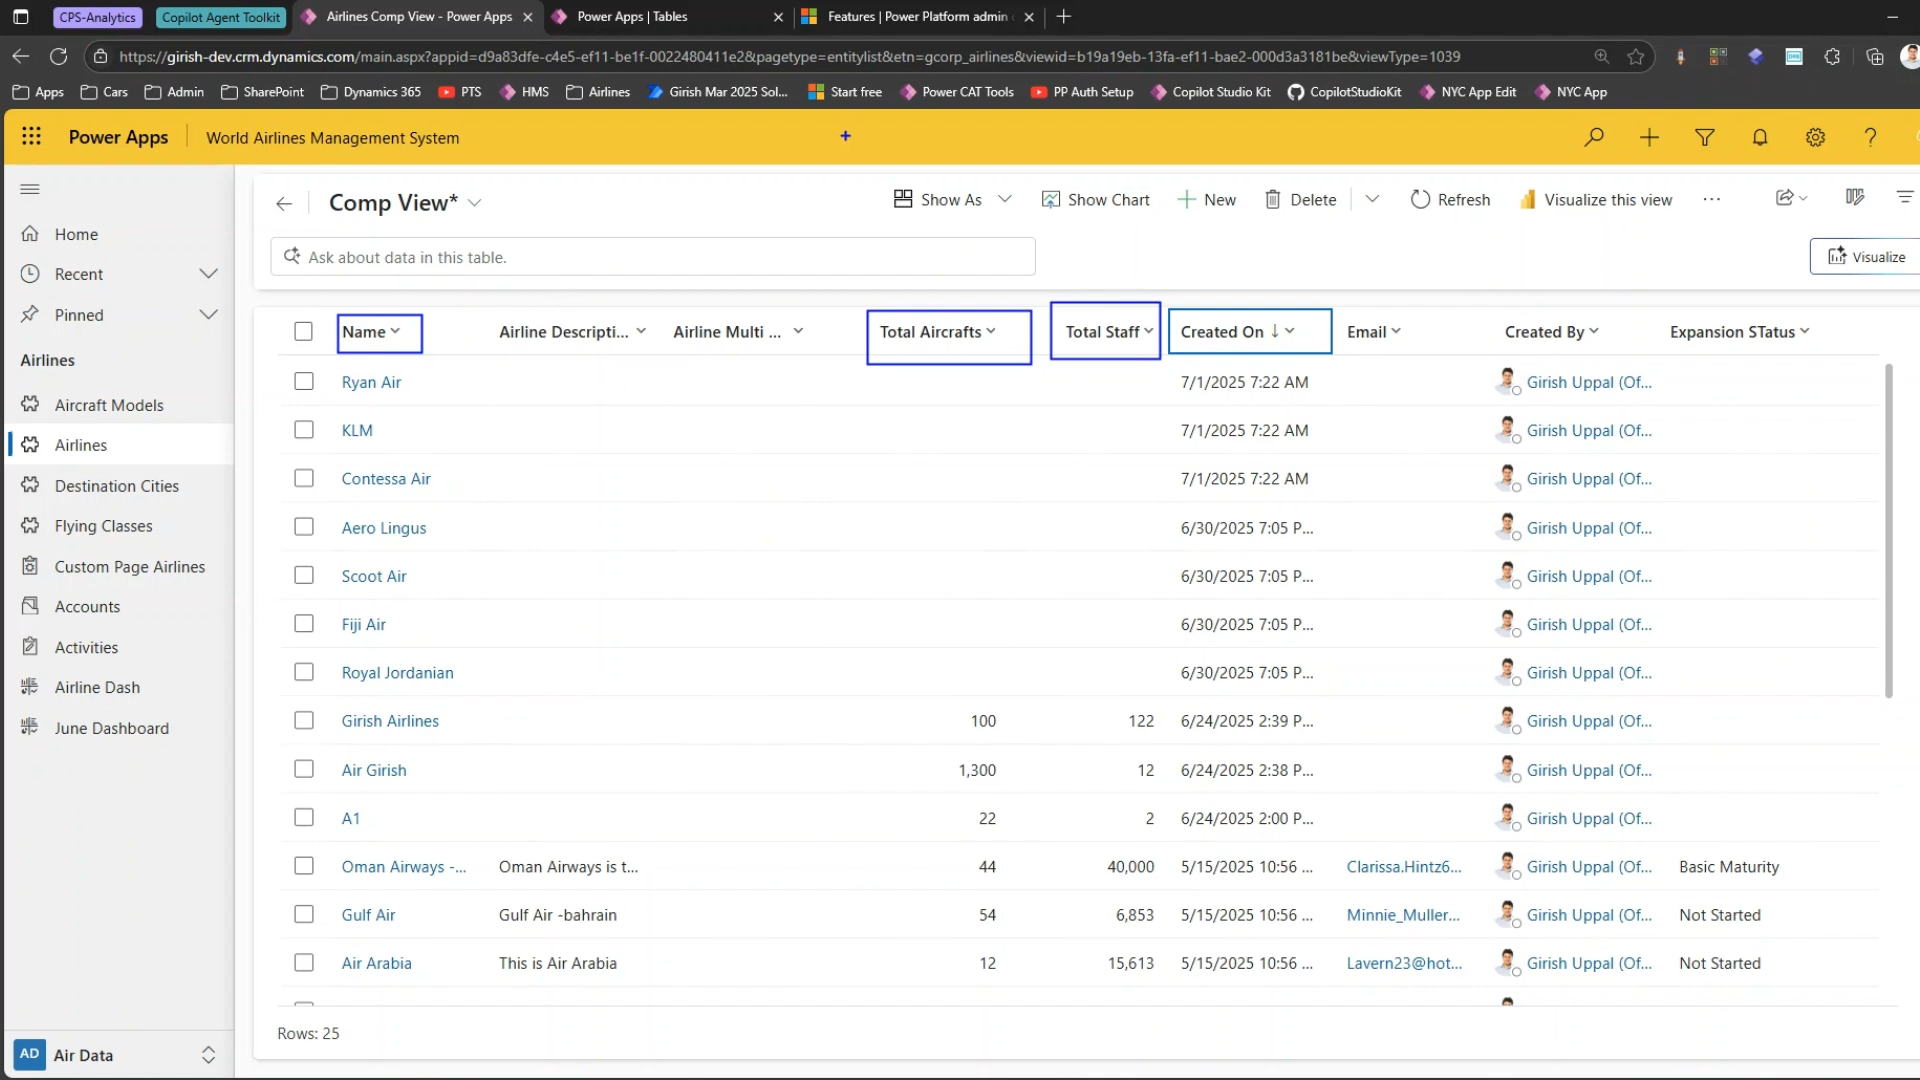 CPS-Analytics
Copilot Agent Toolkit
Airlines Comp View - Power Apps
Power Apps | Tables
Features | Power Platform admin
https://girish-dev.crm.dynamics.com/main.aspx?appid=d9a83dfe-c4e5-ef11-be1f-0022480411e2&pagetype=entitylist&etn=gcorp_airlines&viewid=b19a19eb-13fa-ef11-bae2-000d3a3181be&viewType=1039
Apps
Cars
Admin
SharePoint
Dynamics 365
PTS
HMS
Airlines
Girish Mar 2025 Sol...
Start free
Power CAT Tools
PP Auth Setup
Copilot Studio Kit
CopilotStudioKit
NYC App Edit
NYC App
Power Apps
World Airlines Management System
Home
Recent
Pinned
Airlines
Aircraft Models
Airlines
Destination Cities
Flying Classes
Custom Page Airlines
Accounts
Activities
Airline Dash
June Dashboard
AD
Air Data
Comp View*
Show As
Show Chart
New
Delete
Refresh
Visualize this view
Ask about data in this table.
Visualize
Name Airline Descripti... Airline Multi ... Total Aircrafts Total Staff Created On Email Created By Expansion STatus
Ryan Air 7/1/2025 7:22 AM Girish Uppal (Of...
KLM 7/1/2025 7:22 AM Girish Uppal (Of...
Contessa Air 7/1/2025 7:22 AM Girish Uppal (Of...
Aero Lingus 6/30/2025 7:05 P... Girish Uppal (Of...
Scoot Air 6/30/2025 7:05 P... Girish Uppal (Of...
Fiji Air 6/30/2025 7:05 P... Girish Uppal (Of...
Royal Jordanian 6/30/2025 7:05 P... Girish Uppal (Of...
Girish Airlines 100 122 6/24/2025 2:39 P... Girish Uppal (Of...
Air Girish 1,300 12 6/24/2025 2:38 P... Girish Uppal (Of...
A1 22 2 6/24/2025 2:00 P... Girish Uppal (Of...
Oman Airways -... Oman Airways is t... 44 40,000 5/15/2025 10:56 ... Clarissa.Hintz6... Girish Uppal (Of... Basic Maturity
Gulf Air Gulf Air -bahrain 54 6,853 5/15/2025 10:56 ... Minnie_Muller... Girish Uppal (Of... Not Started
Air Arabia This is Air Arabia 12 15,613 5/15/2025 10:56 ... Lavern23@hot... Girish Uppal (Of... Not Started
Rows: 25